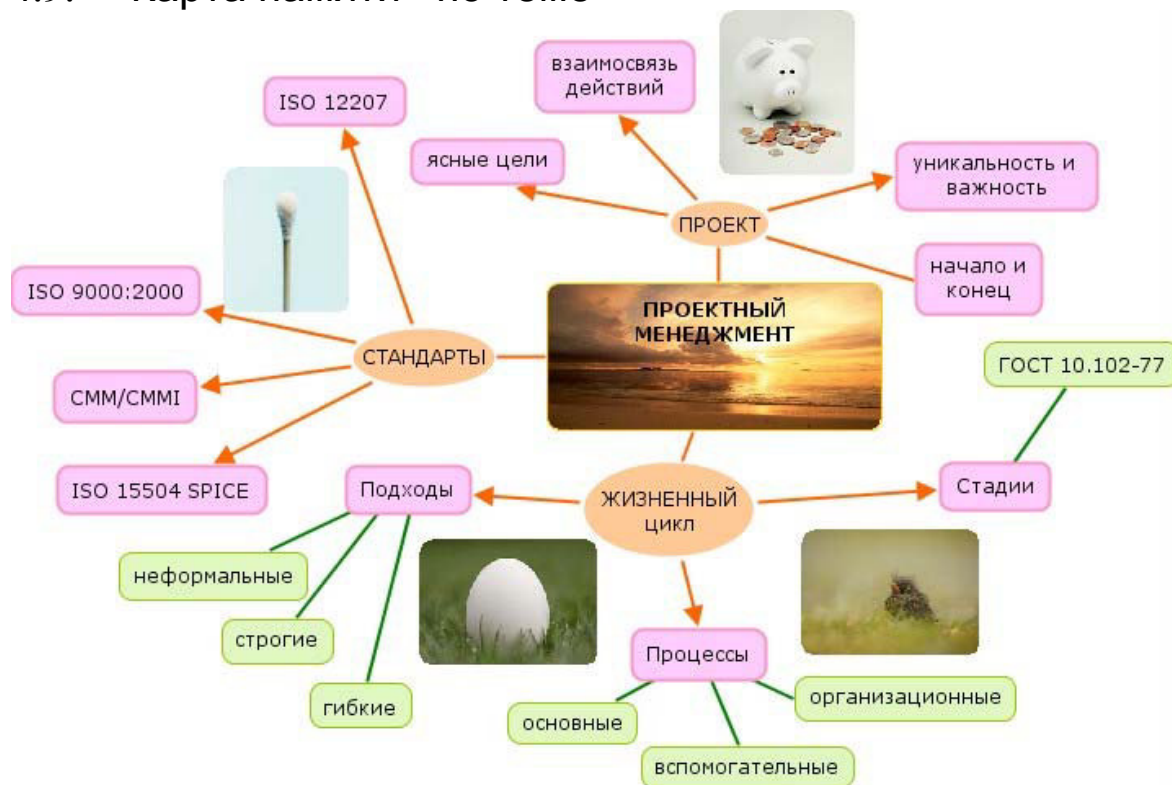 взаимосвязь
действий
ISO 12207
ясные цели
уникальность и
важность
ПРОЕКТ
начало и
конец
ISO 9000:2000
ПРОЕКТНЫЙ
МЕНЕДЖМЕНТ
СТАНДАРТЫ
ГОСТ 10.102-77
CMM/CMMI
ISO 15504 SPICE
Подходы
ЖИЗНЕННЫЙ
цикл
Стадии
неформальные
строгие
гибкие
Процессы
организационные
основные
вспомогательные